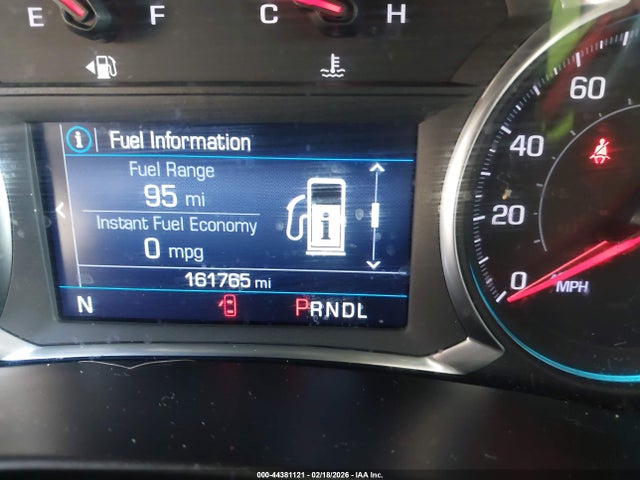 E F C H
Fuel Information
Fuel Range
95 mi
Instant Fuel Economy
0 mpg
161765 mi
N PRNDL
60
40
20
0
MPH
000-44381121 - 02/18/2026 - IAA Inc.